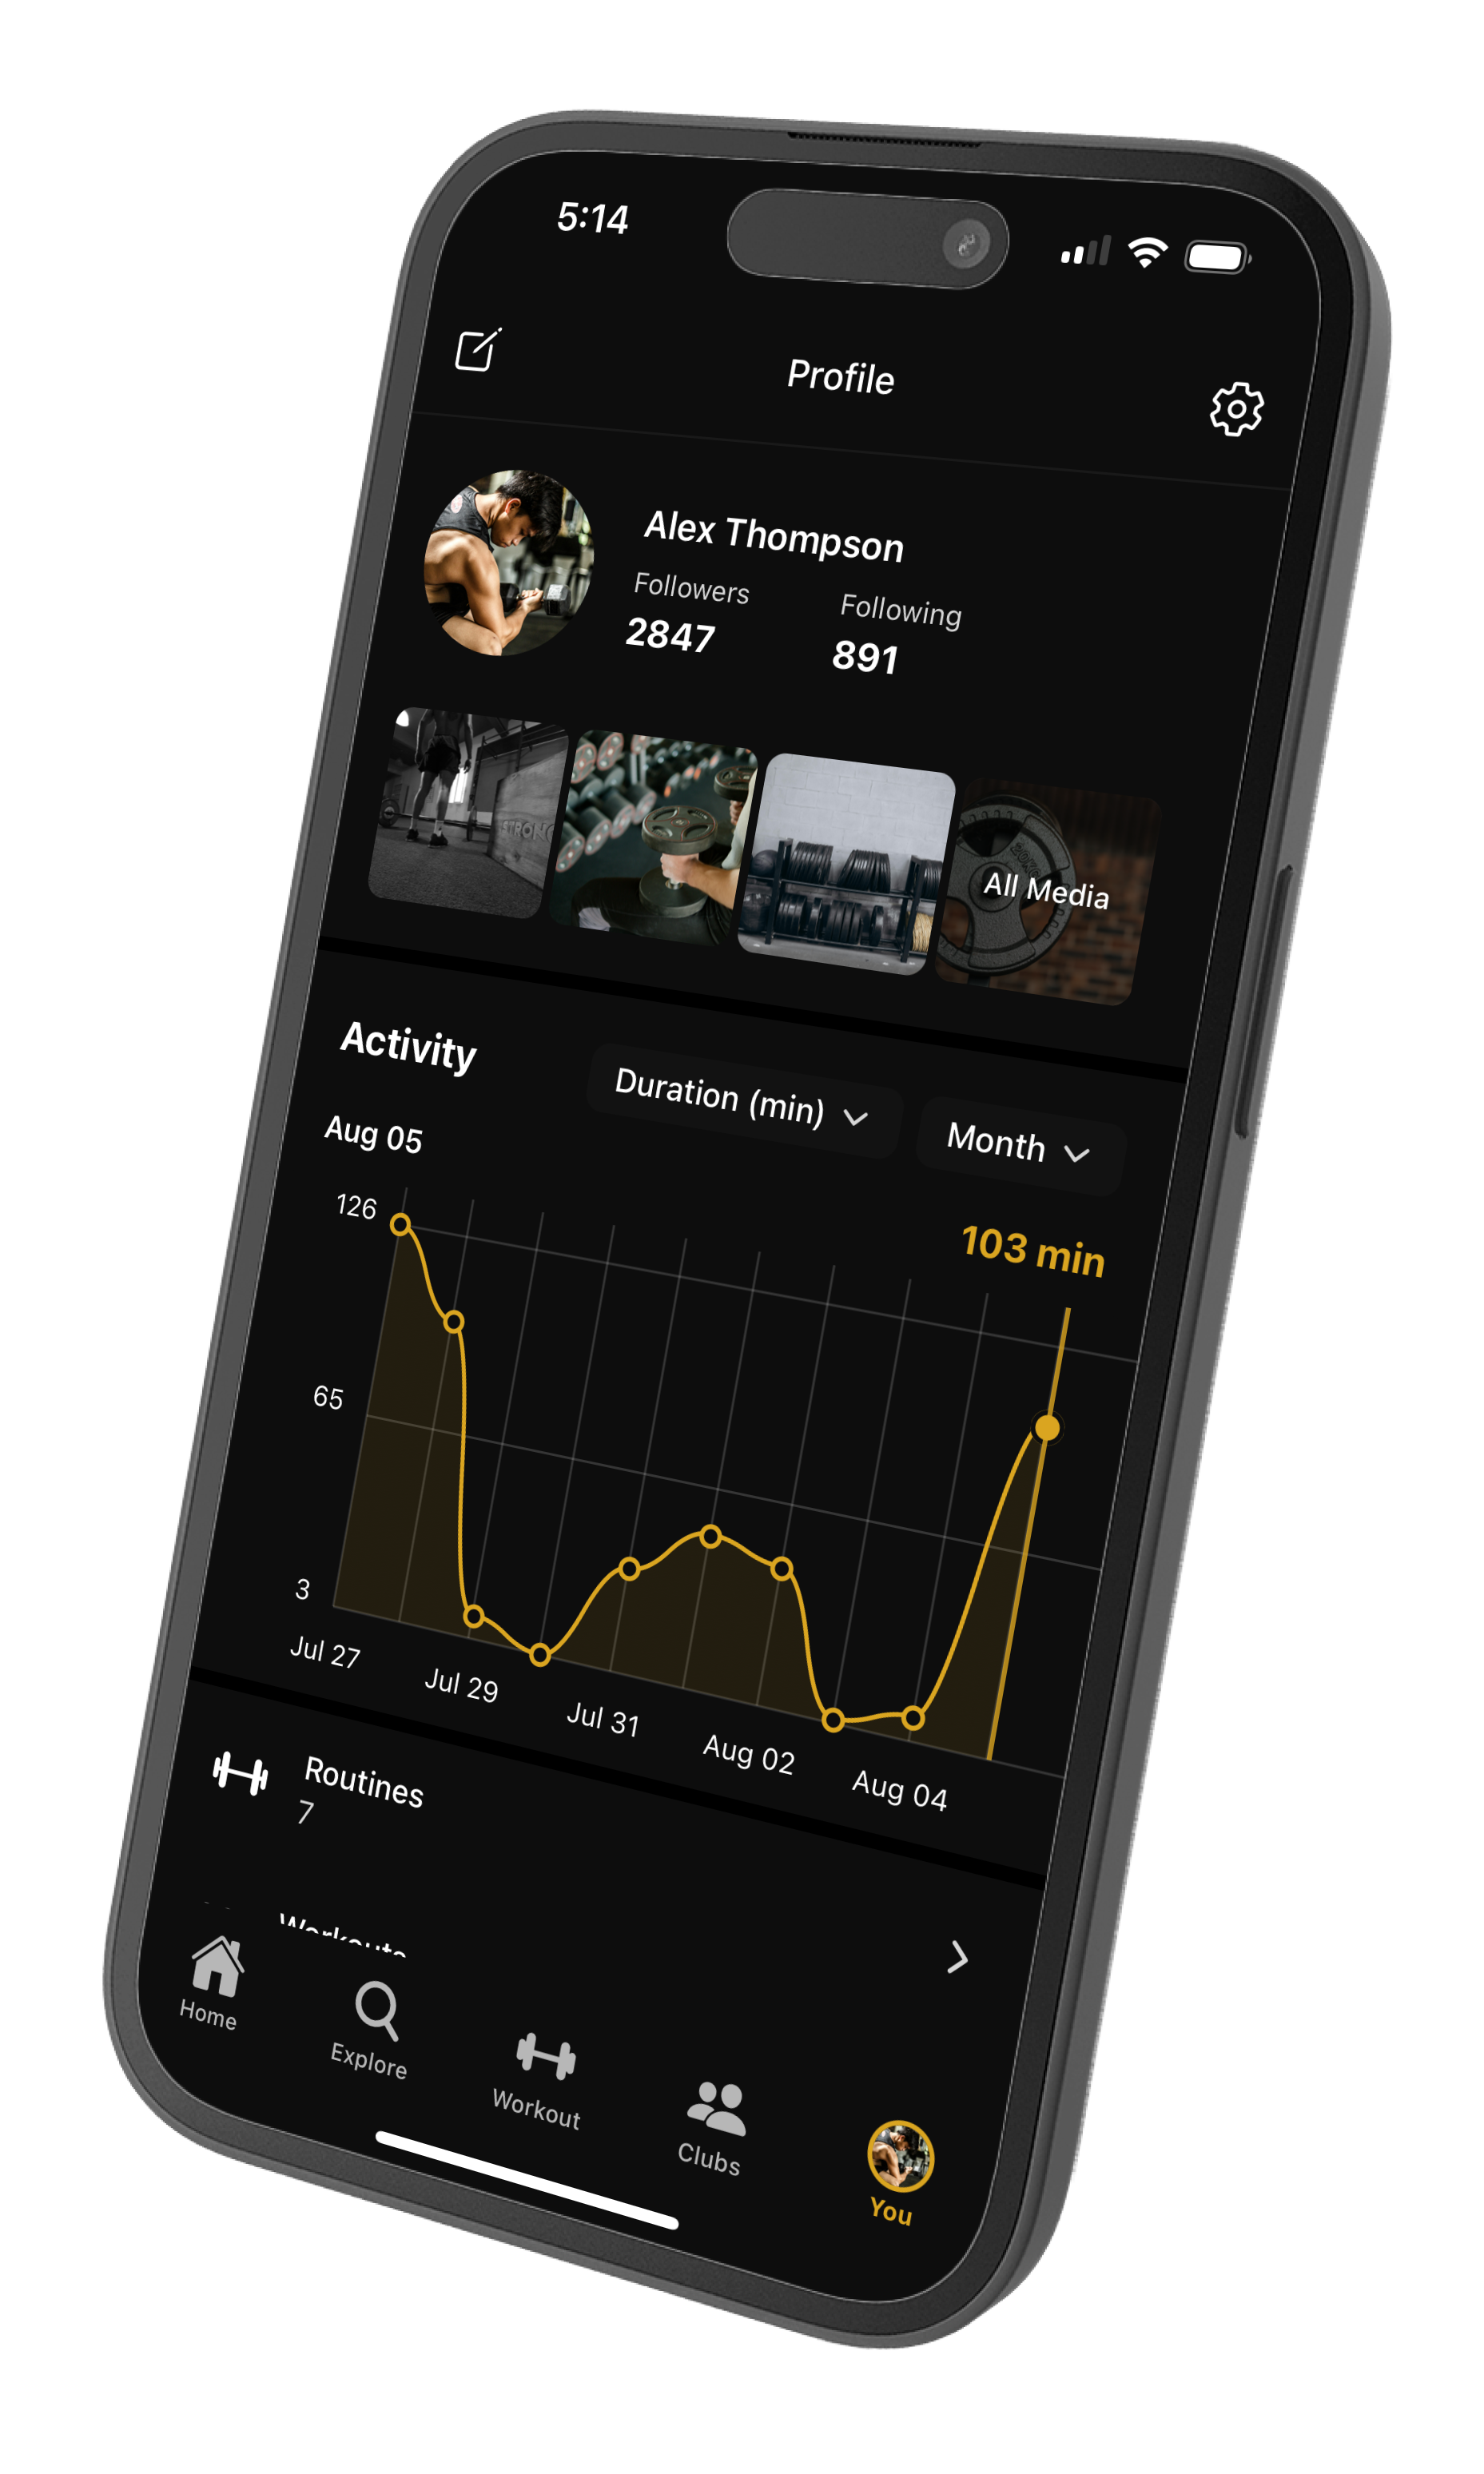 5:14
Profile
Alex Thompson
Followers Following
2847 891
STRONG
All Media
Activity Duration (min) Month
Aug 05
103 min
126
65
3
Jul 27 Jul 29 Jul 31 Aug 02 Aug 04
Routines
7
Workouts
Home Explore Workout Clubs You